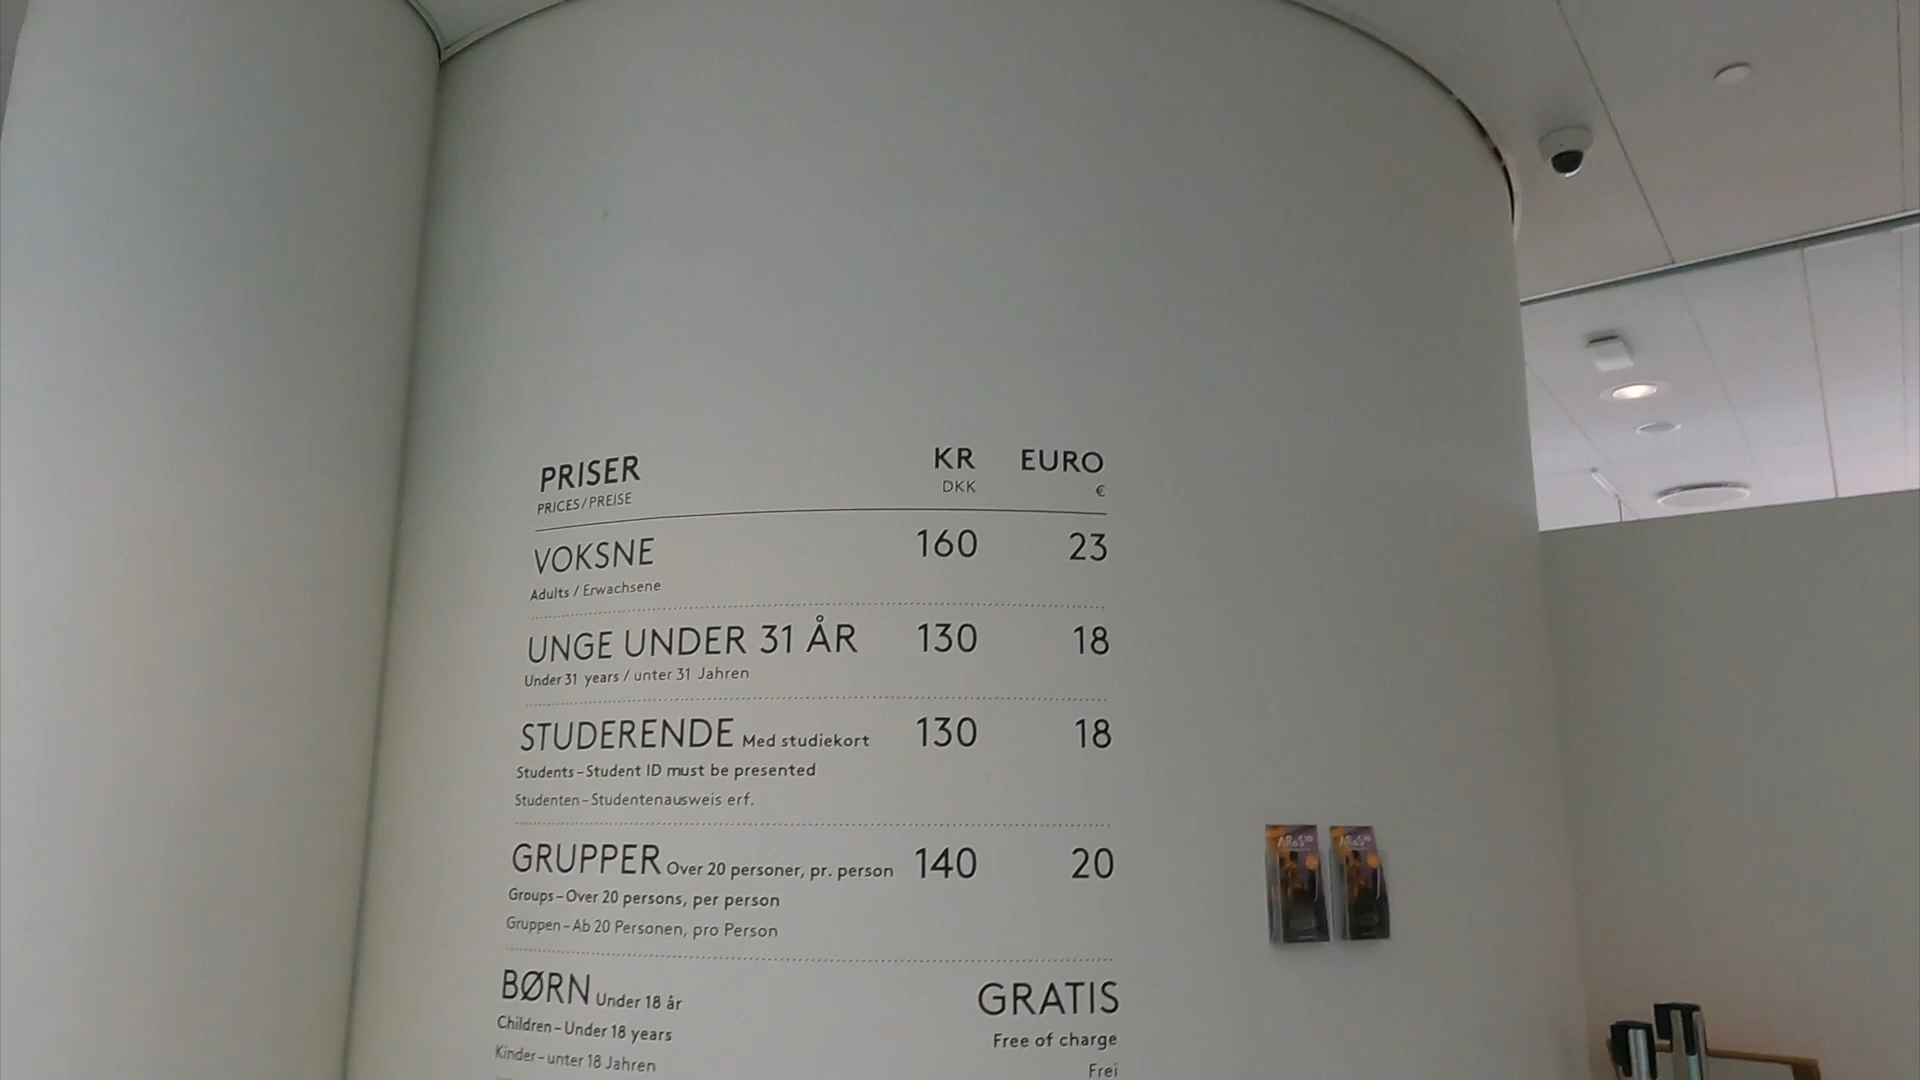 PRISER KR EURO
PRICES/PREISE DKK €
VOKSNE 160 23
Adults / Erwachsene
UNGE UNDER 31 ÅR 130 18
Under 31 years / unter 31 Jahren
STUDERENDE Med studiekort 130 18
Students – Student ID must be presented
Studenten – Studentenausweis erf.
GRUPPER Over 20 personer, pr. person 140 20
Groups – Over 20 persons, per person
Gruppen – Ab 20 Personen, pro Person
BØRN Under 18 år GRATIS
Children – Under 18 years Free of charge
Kinder – unter 18 Jahren Frei